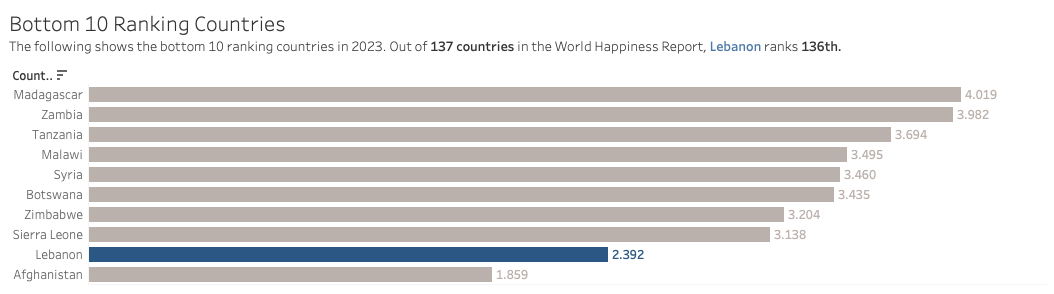 Bottom 10 Ranking Countries
The following shows the bottom 10 ranking countries in 2023. Out of 137 countries in the World Happiness Report, Lebanon ranks 136th.
Count..
Madagascar 4.019
Zambia 3.982
Tanzania 3.694
Malawi 3.495
Syria 3.460
Botswana 3.435
Zimbabwe 3.204
Sierra Leone 3.138
Lebanon 2.392
Afghanistan 1.859